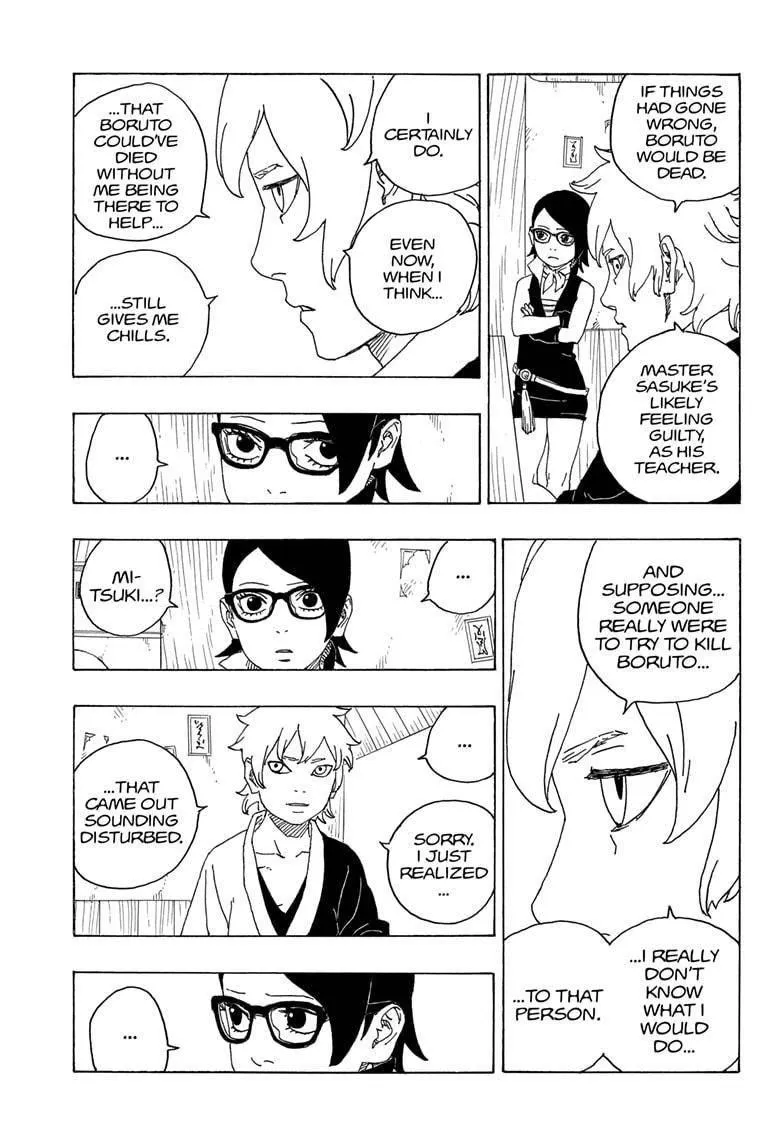 IF THINGS
HAD GONE
WRONG,
BORUTO
WOULD BE
DEAD.
MASTER
SASUKE'S
LIKELY
FEELING
GUILTY,
AS HIS
TEACHER.
I
CERTAINLY
DO.
EVEN
NOW,
WHEN I
THINK...
...THAT
BORUTO
COULD'VE
DIED
WITHOUT
ME BEING
THERE TO
HELP...
...STILL
GIVES ME
CHILLS.
...
AND
SUPPOSING...
SOMEONE
REALLY WERE
TO TRY TO KILL
BORUTO...
...I REALLY
DON'T
KNOW
WHAT I
WOULD
DO...
...TO THAT
PERSON.
...
MI-
TSUKI...?
...
SORRY.
I JUST
REALIZED
...
...THAT
CAME OUT
SOUNDING
DISTURBED.
...